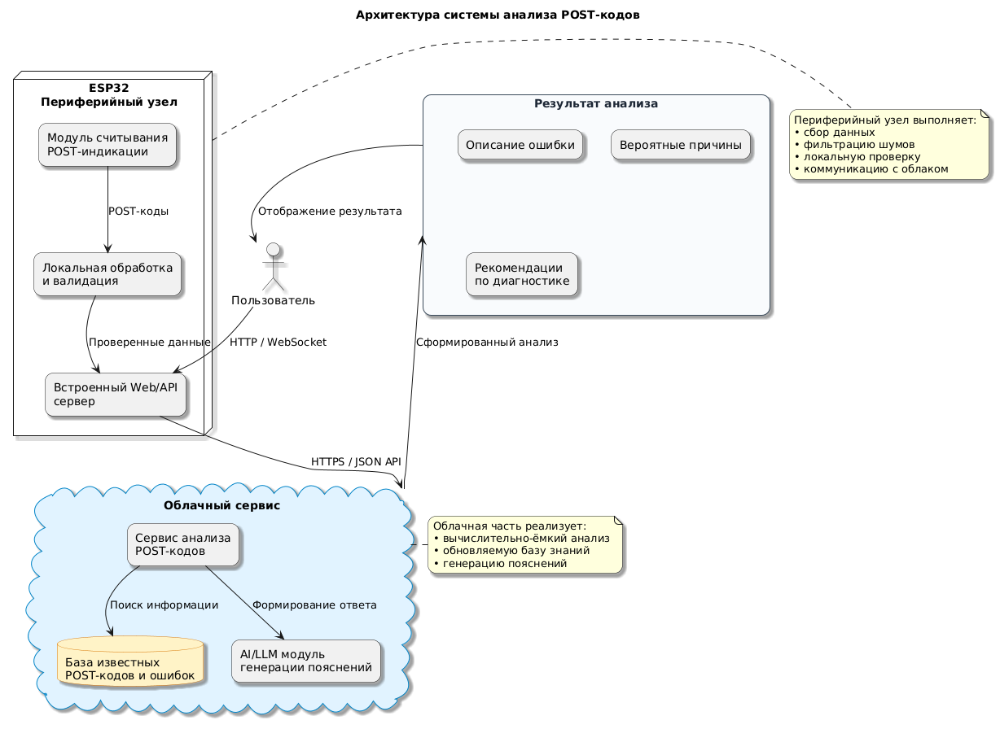 Архитектура системы анализа POST-кодов
ESP32
Периферийный узел
Модуль считывания
POST-индикации
POST-коды
Локальная обработка
и валидация
Проверенные данные
Встроенный Web/API
сервер
Отображение результата
Пользователь
HTTP / WebSocket
Результат анализа
Описание ошибки
Вероятные причины
Рекомендации
по диагностике
Периферийный узел выполняет:
• сбор данных
• фильтрацию шумов
• локальную проверку
• коммуникацию с облаком
Сформированный анализ
HTTPS / JSON API
Облачный сервис
Сервис анализа
POST-кодов
Поиск информации
Формирование ответа
База известных
POST-кодов и ошибок
AI/LLM модуль
генерации пояснений
Облачная часть реализует:
• вычислительно-ёмкий анализ
• обновляемую базу знаний
• генерацию пояснений